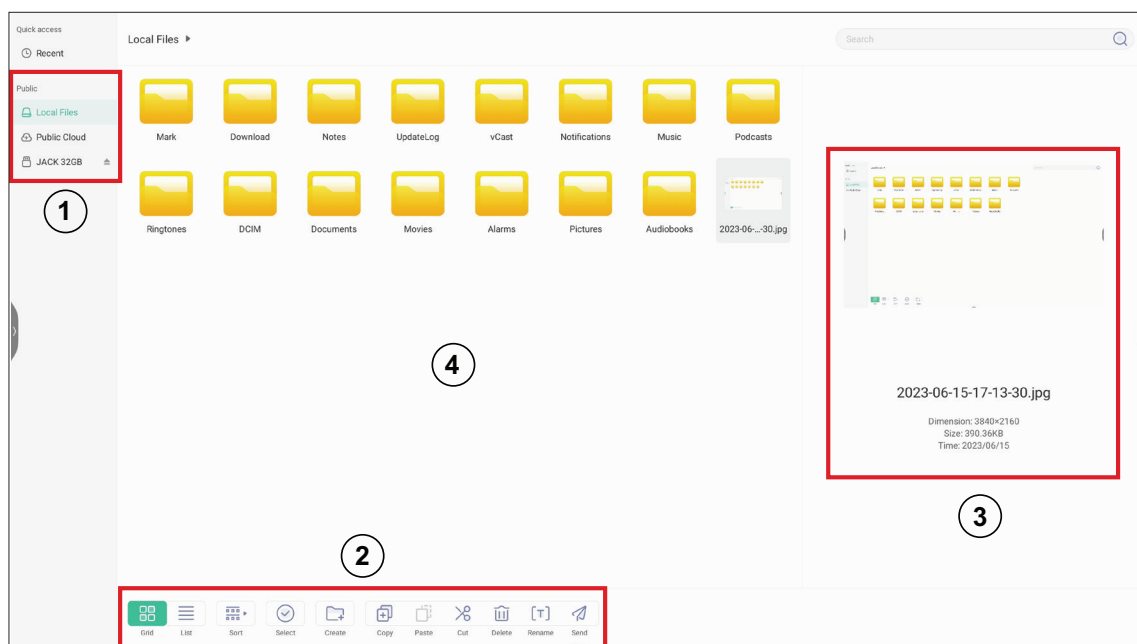 Quick access
Recent
Public
Local Files
Public Cloud
JACK 32GB
1
Local Files
Search
Mark Download Notes UpdateLog vCast Notifications Music Podcasts
Ringtones DCIM Documents Movies Alarms Pictures Audiobooks 2023-06-...-30.jpg
4
2023-06-15-17-13-30.jpg
Dimension: 3840×2160
Size: 390.36KB
Time: 2023/06/15
3
2
Grid List Sort Select Create Copy Paste Cut Delete Rename Send